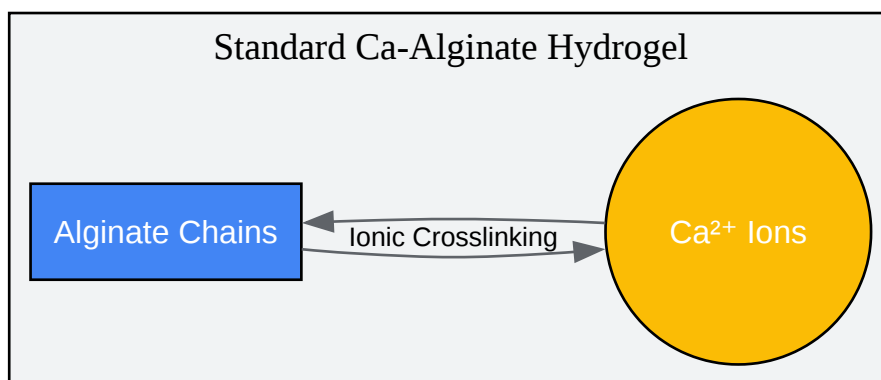 Standard Ca-Alginate Hydrogel
Alginate Chains
Ionic Crosslinking
Ca²⁺ Ions